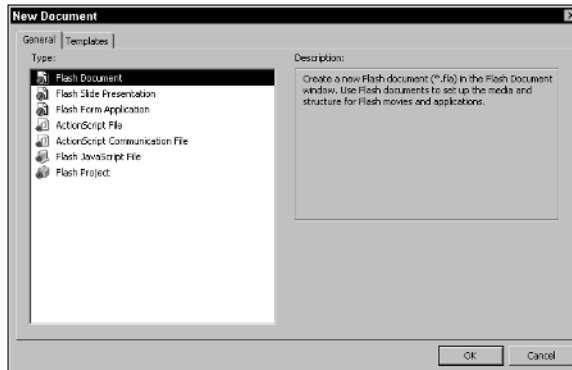 New Document
General
Templates
Type:
Flash Document
Flash Slide Presentation
Flash Form Application
ActionScript File
ActionScript Communication File
Flash JavaScript File
Flash Project
Description:
Create a new Flash document (*.fla) in the Flash Document
window. Use Flash documents to set up the media and
structure for Flash movies and applications.
OK
Cancel